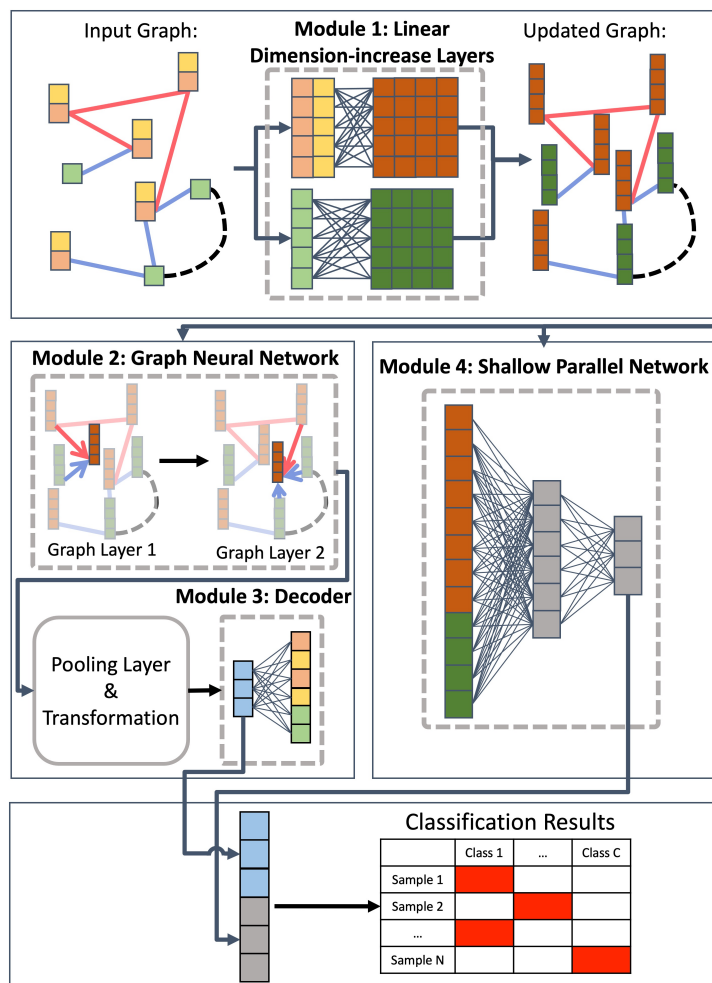 Input Graph:
Module 1: Linear
Dimension-increase Layers
Updated Graph:
Module 2: Graph Neural Network
Graph Layer 1
Graph Layer 2
Module 3: Decoder
Pooling Layer
&
Transformation
Module 4: Shallow Parallel Network
Classification Results
Class 1 ... Class C
Sample 1
Sample 2
...
Sample N